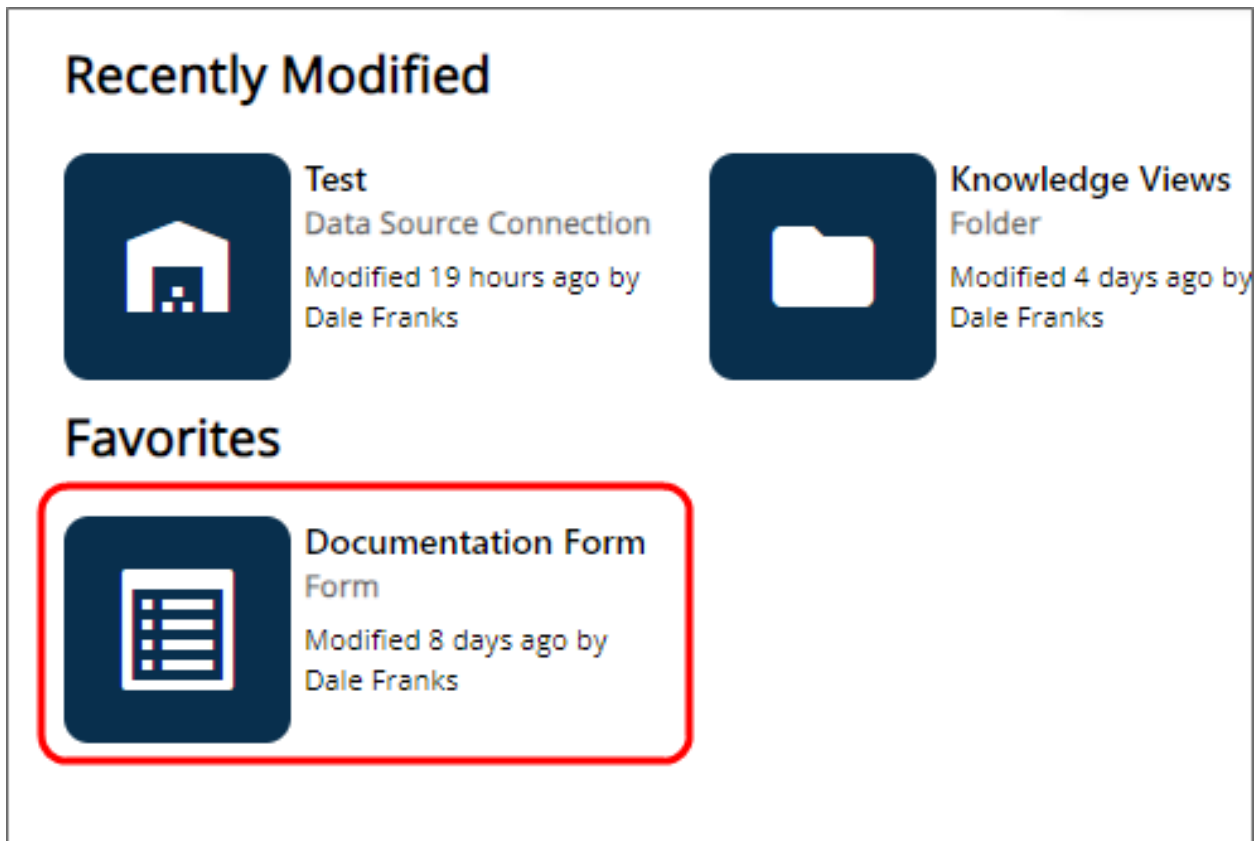 Recently Modified
Test
Data Source Connection
Modified 19 hours ago by
Dale Franks
Knowledge Views
Folder
Modified 4 days ago by
Dale Franks
Favorites
Documentation Form
Form
Modified 8 days ago by
Dale Franks